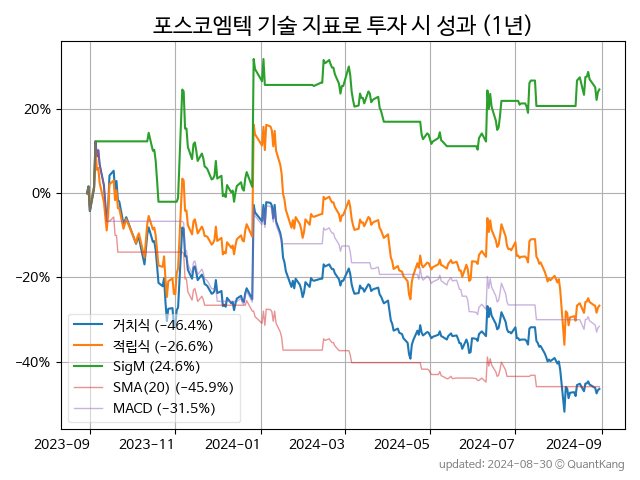 포스코엠텍 기술 지표로 투자 시 성과 (1년)
20%
0%
−20%
−40%
거치식 (−46.4%)
적립식 (−26.6%)
SigM (24.6%)
SMA(20) (−45.9%)
MACD (−31.5%)
2023-09 2023-11 2024-01 2024-03 2024-05 2024-07 2024-09
updated: 2024-08-30 © QuantKang